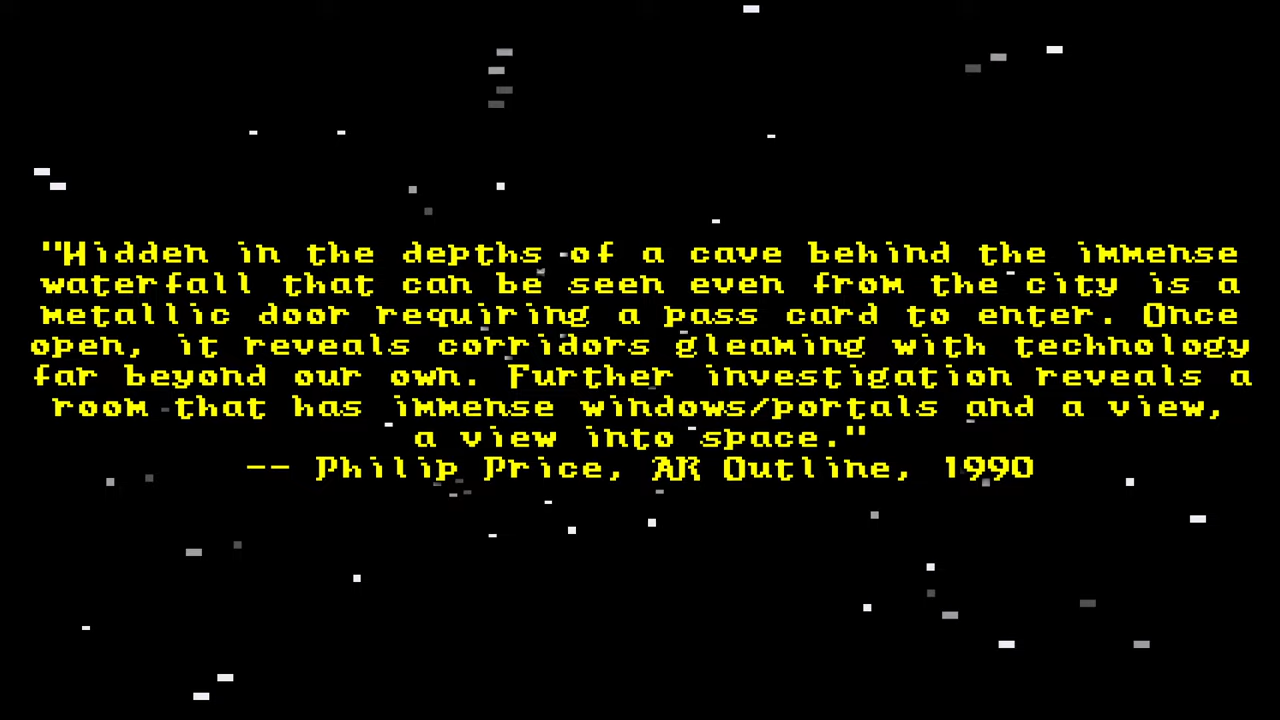 "Hidden in the depths of a cave behind the immense
waterfall that can be seen even from the city is a
metallic door requiring a pass card to enter. Once
open, it reveals corridors gleaming with technology
far beyond our own. Further investigation reveals a
room that has immense windows/portals and a view,
a view into space."
-- Philip Price, AR Outline, 1990